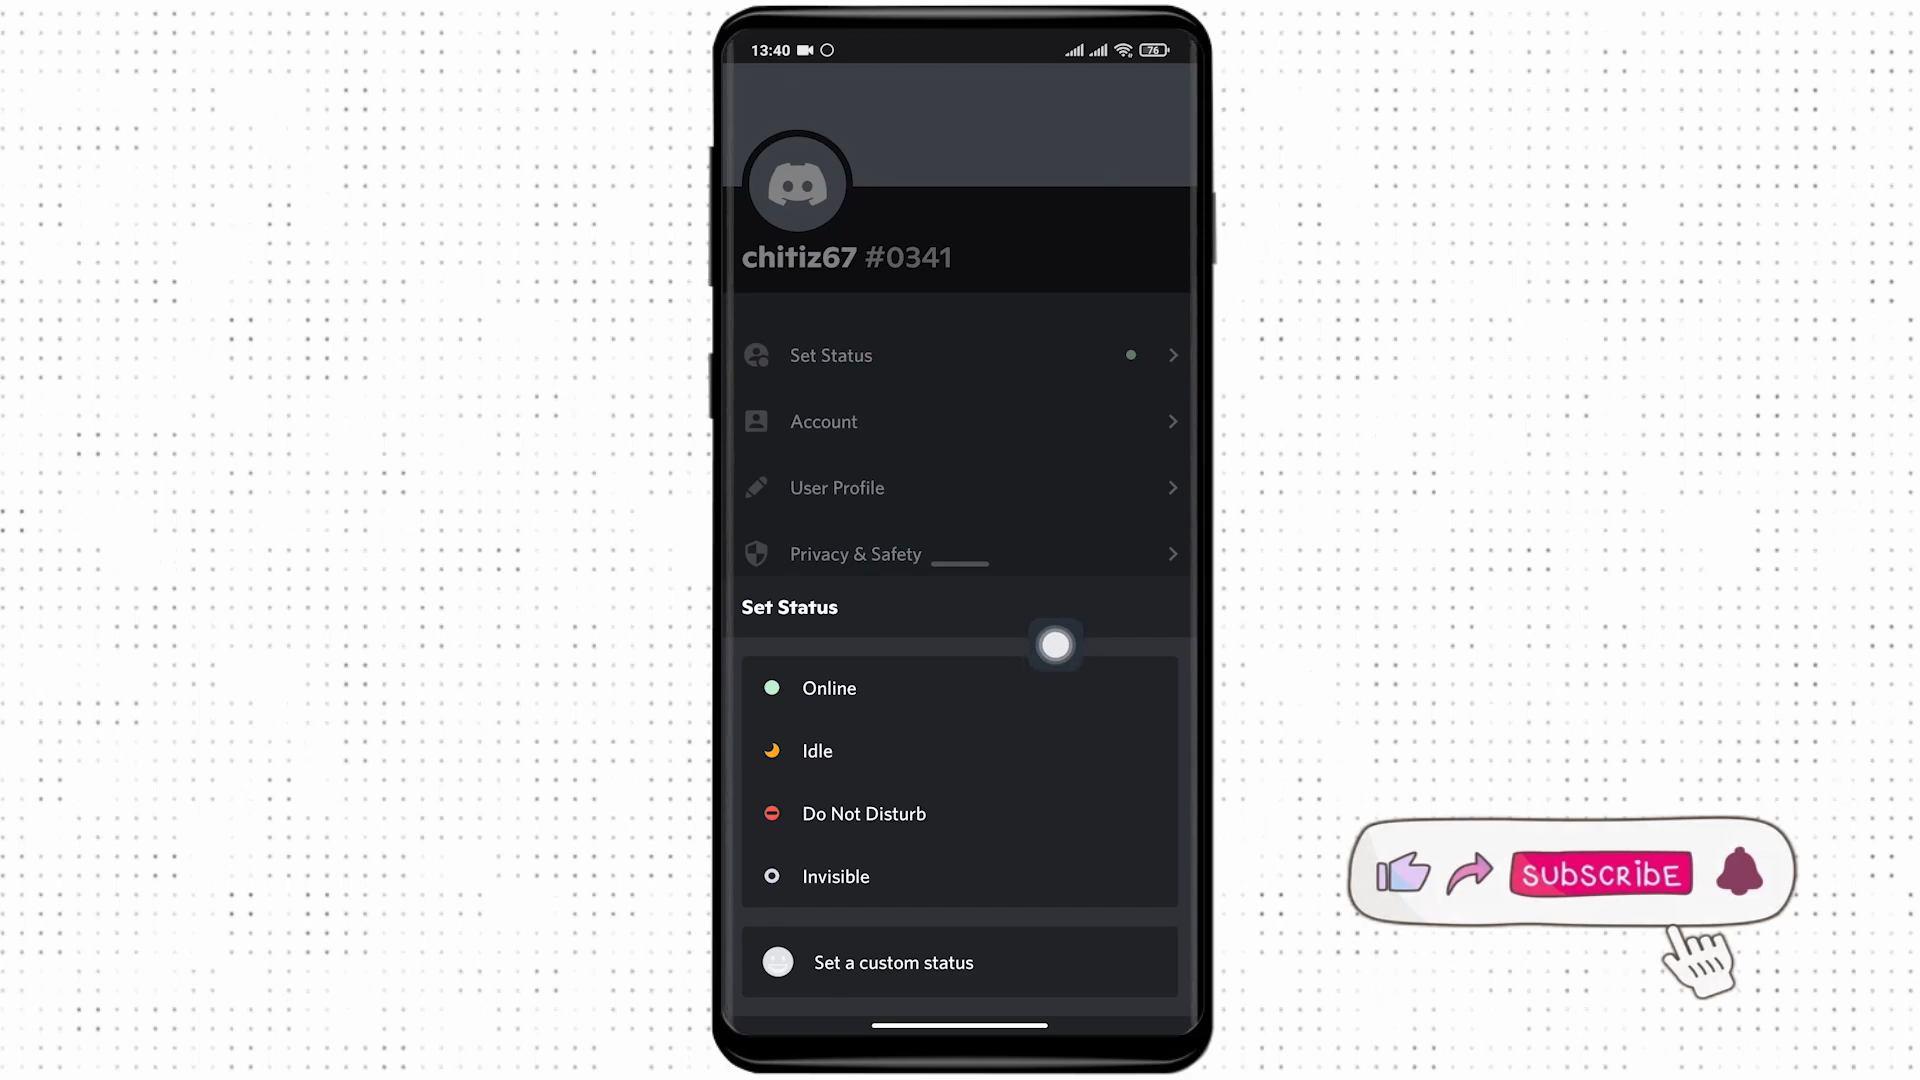 13:40
76
chitiz67 #0341
Set Status
Account
User Profile
Privacy & Safety
Set Status
Online
Idle
Do Not Disturb
Invisible
Set a custom status
SUBSCRIBE